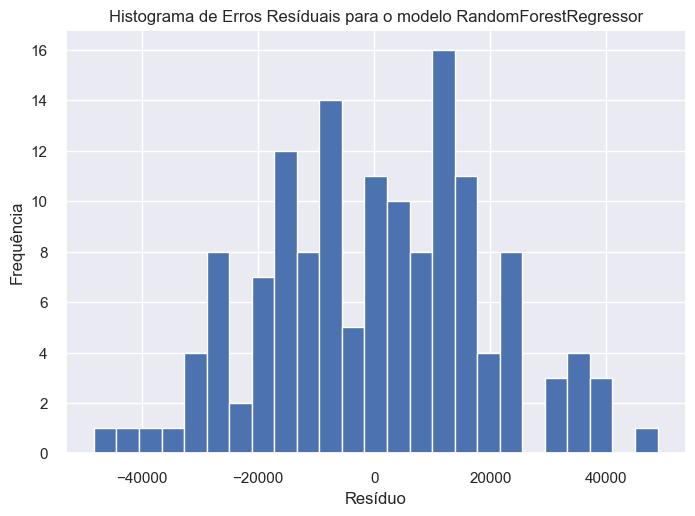 Histograma de Erros Resíduais para o modelo RandomForestRegressor
16
14
12
10
8
6
4
2
0
Frequência
−40000 −20000 0 20000 40000
Resíduo